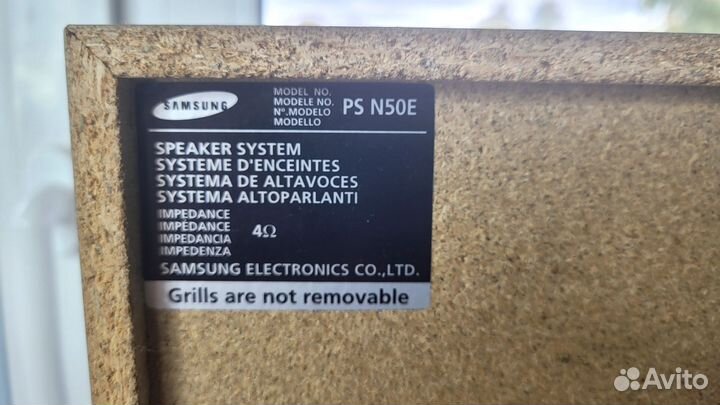 SAMSUNG
MODEL NO.
MODELE NO.
N°.MODELO
MODELLO
PS N50E
SPEAKER SYSTEM
SYSTEME D'ENCEINTES
SYSTEMA DE ALTAVOCES
SYSTEMA ALTOPARLANTI
IMPEDANCE
IMPÉDANCE
IMPEDANCIA
IMPEDENZA
4Ω
SAMSUNG ELECTRONICS CO.,LTD.
Grills are not removable
Avito